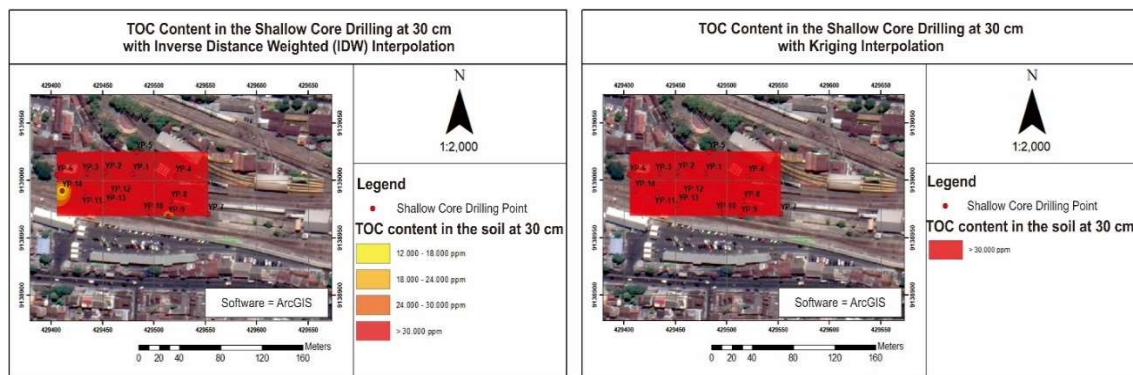 TOC Content in the Shallow Core Drilling at 30 cm
with Inverse Distance Weighted (IDW) Interpolation
429400 429450 429500 429550 429600 429650
9139050
9139000
9138950
9138900
YP-5
YP-6 YP-3 YP-2 YP-1 YP-4
YP-14 YP-12 YP-8
YP-11 YP-13 YP-10 YP-9 YP-7
Software = ArcGIS
429400 429450 429500 429550 429600 429650
Meters
0 20 40 80 120 160
N
1:2,000
Legend
Shallow Core Drilling Point
TOC content in the soil at 30 cm
12.000 - 18.000 ppm
18.000 - 24.000 ppm
24.000 - 30.000 ppm
> 30.000 ppm
TOC Content in the Shallow Core Drilling at 30 cm
with Kriging Interpolation
429400 429450 429500 429550 429600 429650
9139050
9139000
9138950
9138900
YP-5
YP-6 YP-3 YP-2 YP-1 YP-4
YP-14 YP-12 YP-8
YP-11 YP-13 YP-10 YP-9 YP-7
Software = ArcGIS
429400 429450 429500 429550 429600 429650
Meters
0 20 40 80 120 160
N
1:2,000
Legend
Shallow Core Drilling Point
TOC content in the soil at 30 cm
> 30.000 ppm